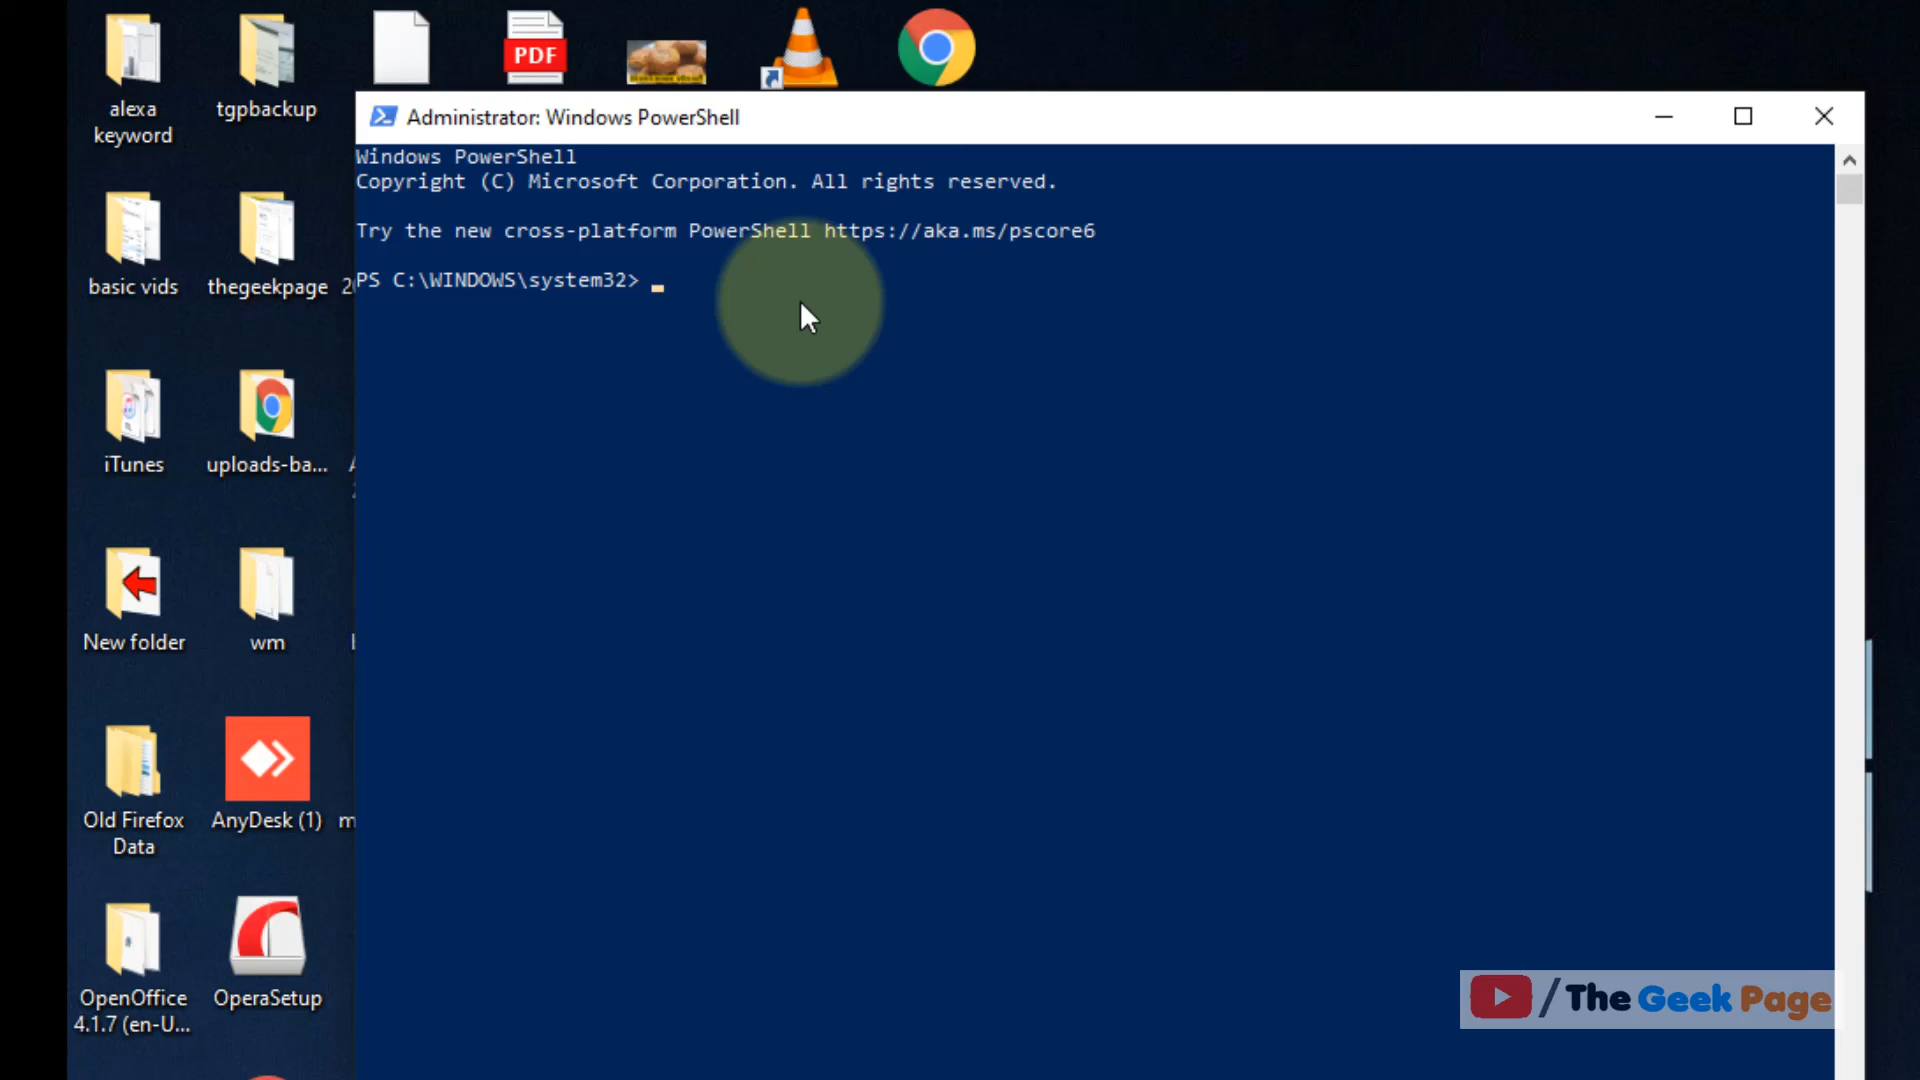 alexa
keyword
tgpbackup
PDF
Administrator: Windows PowerShell
Windows PowerShell
Copyright (C) Microsoft Corporation. All rights reserved.
Try the new cross-platform PowerShell https://aka.ms/pscore6
PS C:\WINDOWS\system32>
basic vids
thegeekpage
iTunes
uploads-ba...
New folder
wm
Old Firefox
Data
AnyDesk (1)
m
OpenOffice
4.1.7 (en-U...
OperaSetup
/ The Geek Page